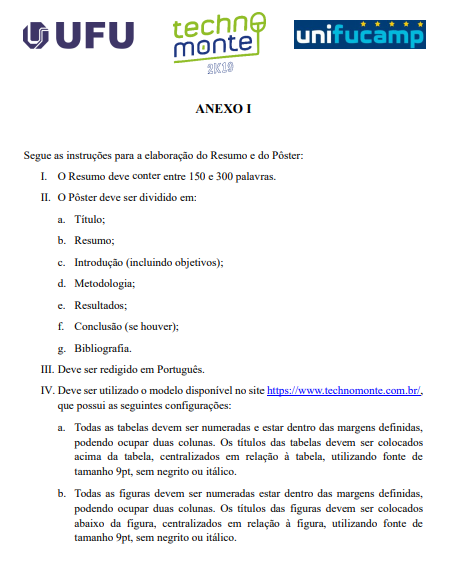 UFU
techno
monte
2K19
unifucamp
ANEXO I
Segue as instruções para a elaboração do Resumo e do Pôster:
I. O Resumo deve conter entre 150 e 300 palavras.
II. O Pôster deve ser dividido em:
a. Título;
b. Resumo;
c. Introdução (incluindo objetivos);
d. Metodologia;
e. Resultados;
f. Conclusão (se houver);
g. Bibliografia.
III. Deve ser redigido em Português.
IV. Deve ser utilizado o modelo disponível no site https://www.technomonte.com.br/,
que possui as seguintes configurações:
a. Todas as tabelas devem ser numeradas e estar dentro das margens definidas,
podendo ocupar duas colunas. Os títulos das tabelas devem ser colocados
acima da tabela, centralizados em relação à tabela, utilizando fonte de
tamanho 9pt, sem negrito ou itálico.
b. Todas as figuras devem ser numeradas estar dentro das margens definidas,
podendo ocupar duas colunas. Os títulos das figuras devem ser colocados
abaixo da figura, centralizados em relação à figura, utilizando fonte de
tamanho 9pt, sem negrito ou itálico.